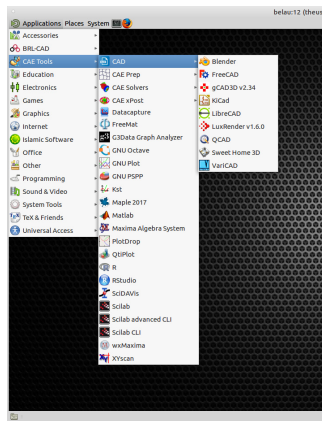 belau:12 (theus
Applications Places System
Accessories
BRL-CAD
CAE Tools
Education
Electronics
Games
Graphics
Internet
Islamic Software
Office
Other
Programming
Sound & Video
System Tools
TeX & Friends
Universal Access
CAD
CAE Prep
CAE Solvers
CAE xPost
Datacapture
FreeMat
G3Data Graph Analyzer
GNU Octave
GNU Plot
GNU PSPP
Kst
Maple 2017
Matlab
Maxima Algebra System
PlotDrop
QtiPlot
R
RStudio
SciDAVis
Scilab
Scilab advanced CLI
Scilab CLI
wxMaxima
XYscan
Blender
FreeCAD
gCAD3D v2.34
KiCad
LibreCAD
LuxRender v1.6.0
QCAD
Sweet Home 3D
VariCAD